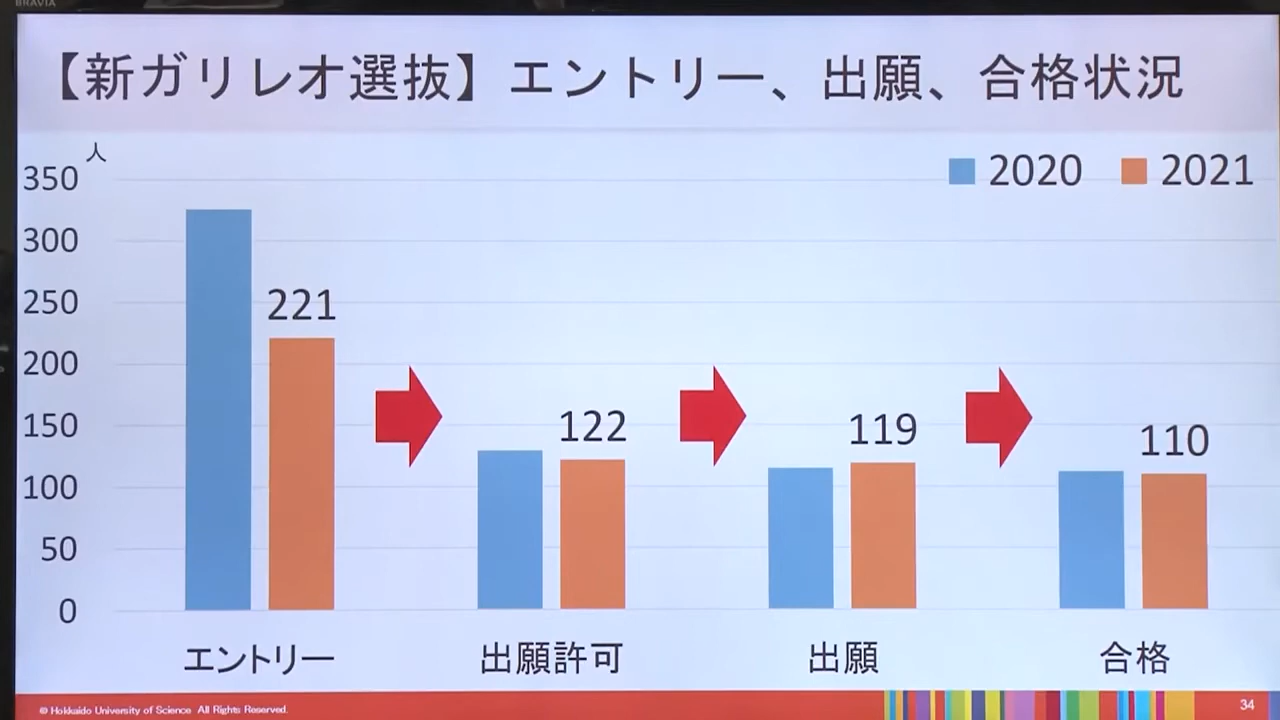 BRAVIA
【新ガリレオ選抜】エントリー、出願、合格状況
人
2020 2021
350
300
250
200
150
100
50
0
221
122
119
110
エントリー 出願許可 出願 合格
© Hokkaido University of Science All Rights Reserved.
34